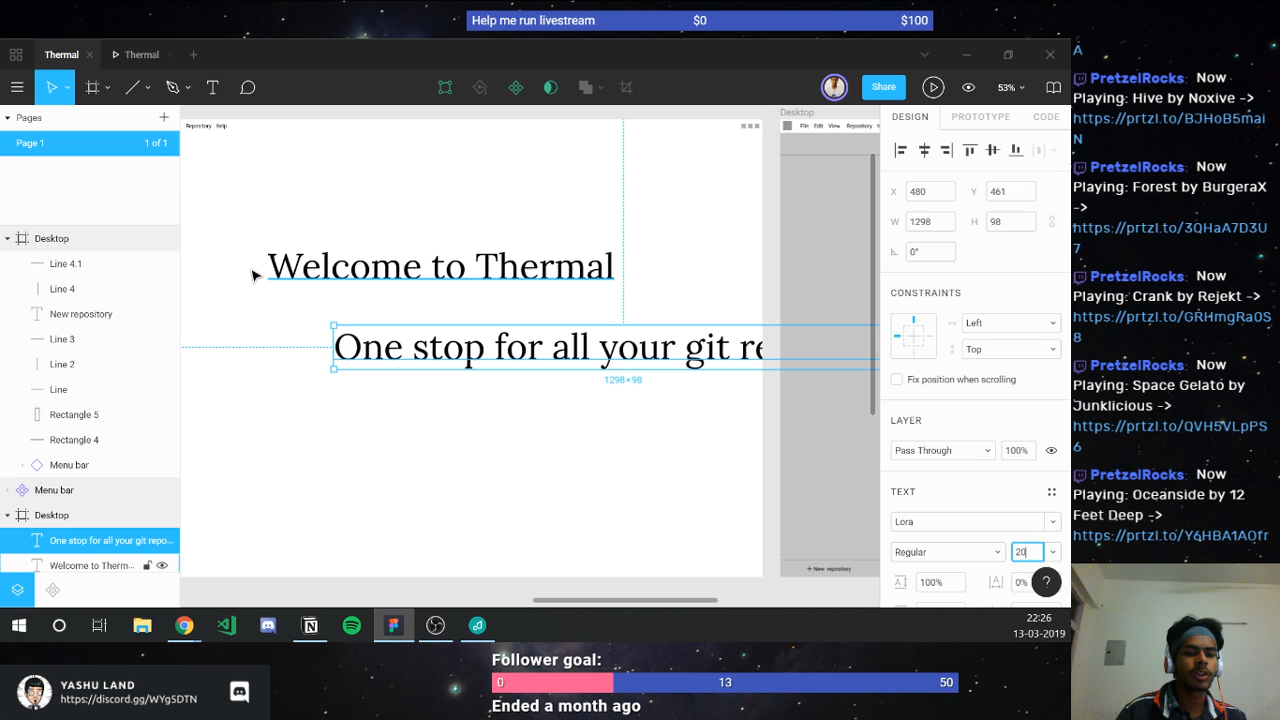 Help me run livestream $0 $100
Thermal Thermal
Share 53%
Pages
Page 1 1 of 1
Desktop
Line 4.1
Line 4
New repository
Line 3
Line 2
Line
Rectangle 5
Rectangle 4
Menu bar
Menu bar
Desktop
One stop for all your git repo...
Welcome to Therm...
Repository help
Welcome to Thermal
One stop for all your git re
1298 × 98
Desktop
File Edit View Repository h
+ New repository
DESIGN PROTOTYPE CODE
X 480 Y 461
W 1298 H 98
0°
CONSTRAINTS
Left
Top
Fix position when scrolling
LAYER
Pass Through 100%
TEXT
Lora
Regular 20
100% 0%
?
22:26
13-03-2019
A
PretzelRocks: Now
Playing: Hive by Noxive ->
https://prtzl.to/BJHoB5mai
N
PretzelRocks: Now
Playing: Forest by BurgeraX
->
https://prtzl.to/3QHaA7D3U
7
PretzelRocks: Now
Playing: Crank by Rejekt ->
https://prtzl.to/GRHmgRa0S
8
PretzelRocks: Now
Playing: Space Gelato by
Junklicious ->
https://prtzl.to/QVH5VLpPS
6
PretzelRocks: Now
Playing: Oceanside by 12
Feet Deep ->
YASHU LAND
https://discord.gg/WYg5DTN
Follower goal:
0 13 50
Ended a month ago